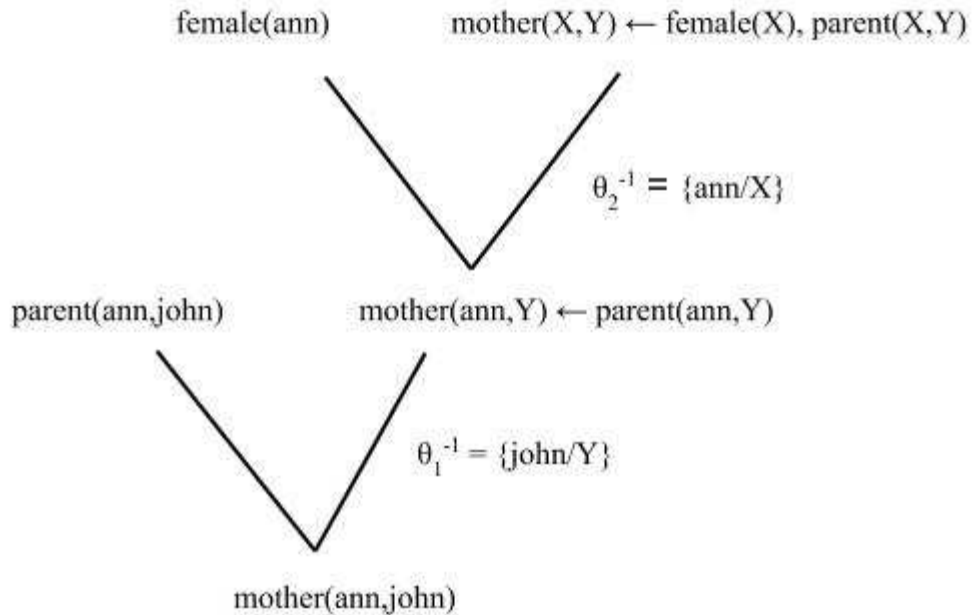 female(ann)
mother(X,Y) ← female(X), parent(X,Y)
θ₂⁻¹ = {ann/X}
parent(ann,john)
mother(ann,Y) ← parent(ann,Y)
θ₁⁻¹ = {john/Y}
mother(ann,john)